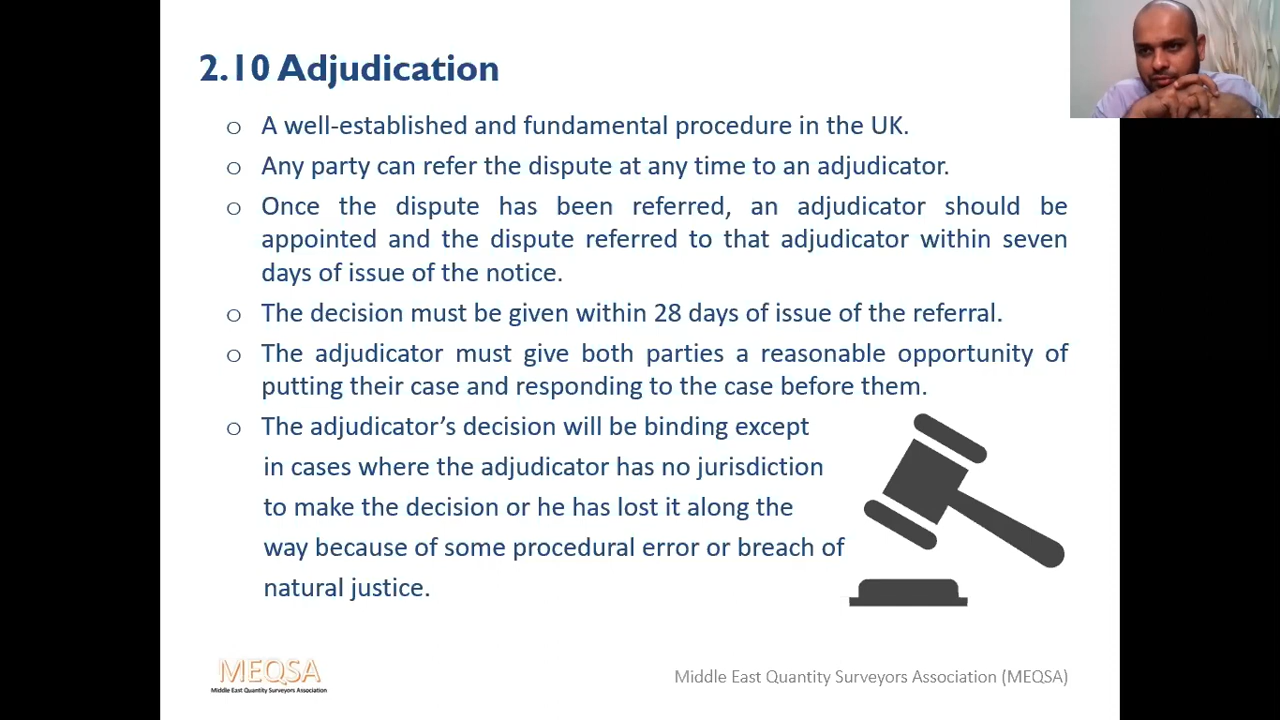 2.10 Adjudication
o A well-established and fundamental procedure in the UK.
o Any party can refer the dispute at any time to an adjudicator.
o Once the dispute has been referred, an adjudicator should be
appointed and the dispute referred to that adjudicator within seven
days of issue of the notice.
o The decision must be given within 28 days of issue of the referral.
o The adjudicator must give both parties a reasonable opportunity of
putting their case and responding to the case before them.
o The adjudicator’s decision will be binding except
in cases where the adjudicator has no jurisdiction
to make the decision or he has lost it along the
way because of some procedural error or breach of
natural justice.
MEQSA
Middle East Quantity Surveyors Association
Middle East Quantity Surveyors Association (MEQSA)